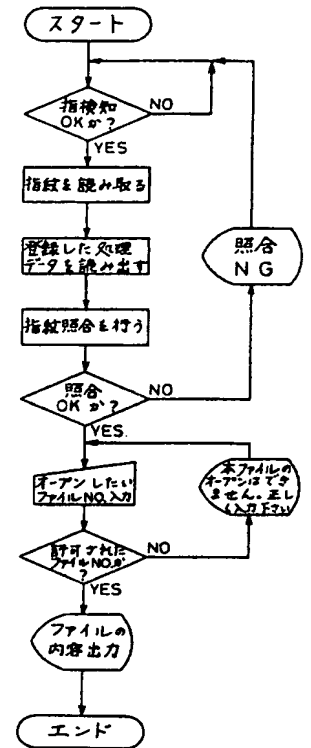 スタート
指検知
OKか?
NO
YES
指紋を読み取る
登録した処理
データを読み出す
照合
NG
指紋照合を行う
照合
OKか?
NO
YES.
オープンしたい
ファイルNO.入力
本ファイルの
オープンはでき
ません。正し
く入力下さい
許可された
ファイルNO.か
?
NO
YES
ファイルの
内容出力
エンド